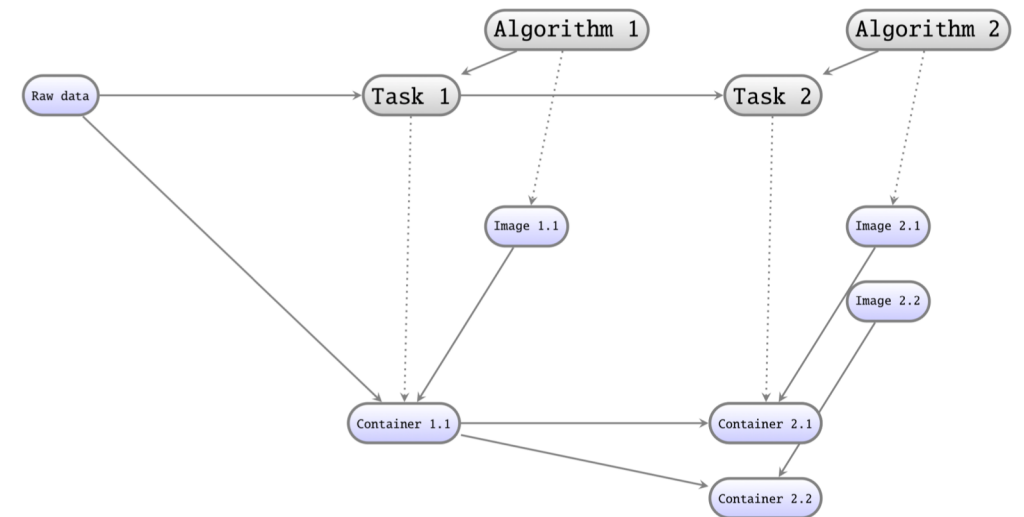 Algorithm 1
Algorithm 2
Raw data
Task 1
Task 2
Image 1.1
Image 2.1
Image 2.2
Container 1.1
Container 2.1
Container 2.2